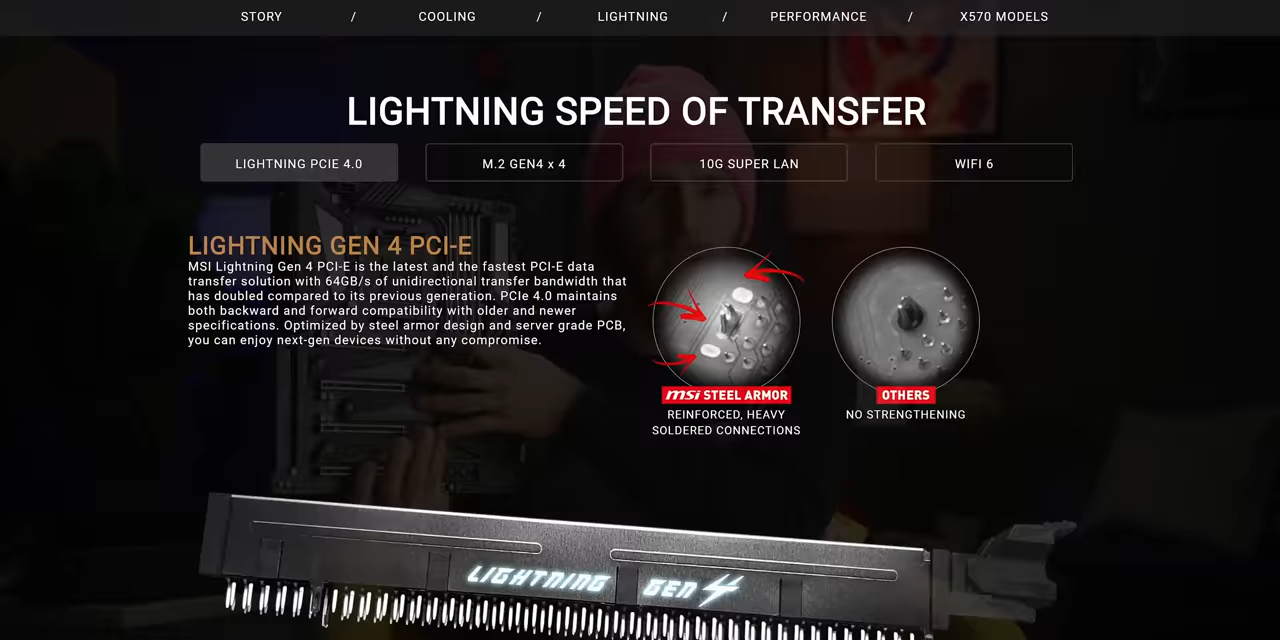 STORY / COOLING / LIGHTNING / PERFORMANCE / X570 MODELS
LIGHTNING SPEED OF TRANSFER
LIGHTNING PCIE 4.0
M.2 GEN4 x 4
10G SUPER LAN
WIFI 6
LIGHTNING GEN 4 PCI-E
MSI Lightning Gen 4 PCI-E is the latest and the fastest PCI-E data
transfer solution with 64GB/s of unidirectional transfer bandwidth that
has doubled compared to its previous generation. PCIe 4.0 maintains
both backward and forward compatibility with older and newer
specifications. Optimized by steel armor design and server grade PCB,
you can enjoy next-gen devices without any compromise.
msi STEEL ARMOR
REINFORCED, HEAVY
SOLDERED CONNECTIONS
OTHERS
NO STRENGTHENING
LIGHTNING GEN 4